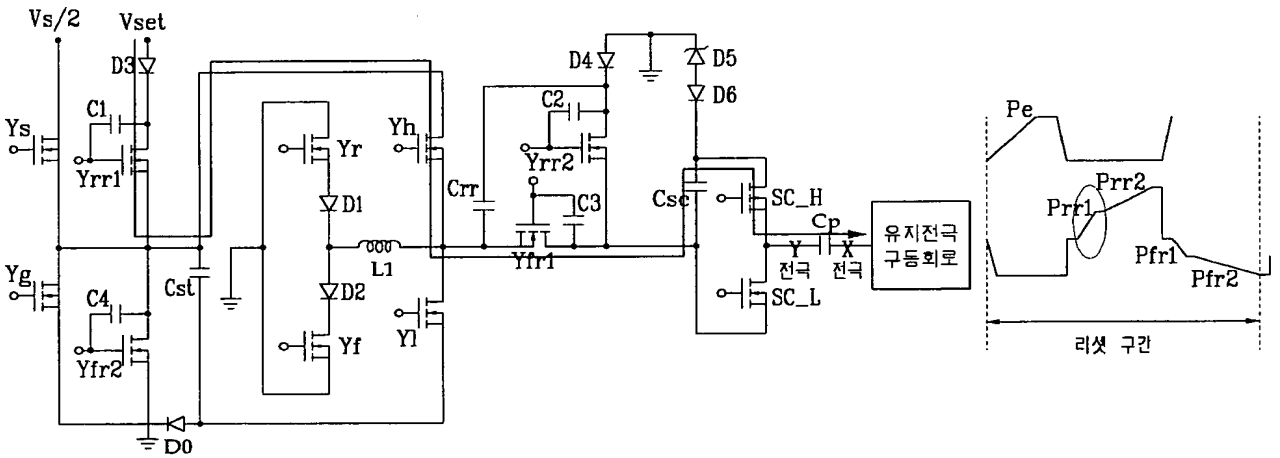 Vs/2
Vset
D3
C1
Ys
Yrr1
Yg
C4
Yfr2
Cst
D0
Yr
D1
D2
Yf
L1
Yh
Yl
Crr
D4
C2
Yrr2
C3
Yfr1
D5
D6
Csc
SC_H
SC_L
Cp
Y
전극
X
전극
유지전극
구동회로
Pe
Prr1
Prr2
Pfr1
Pfr2
리셋 구간